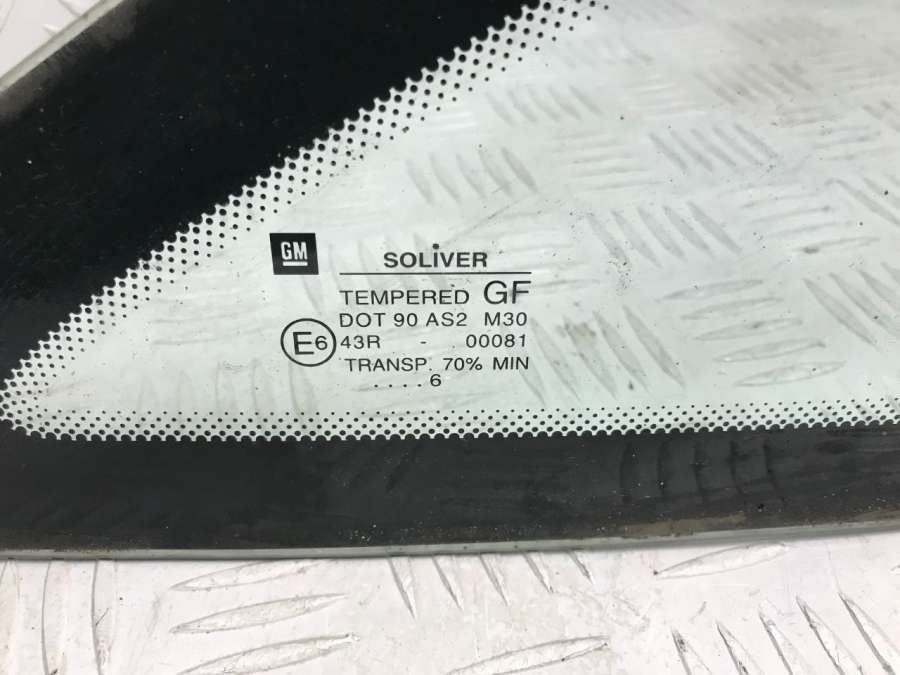 GM SOLIVER
TEMPERED GF
DOT 90 AS2 M30
E6 43R - 00081
TRANSP. 70% MIN
....6